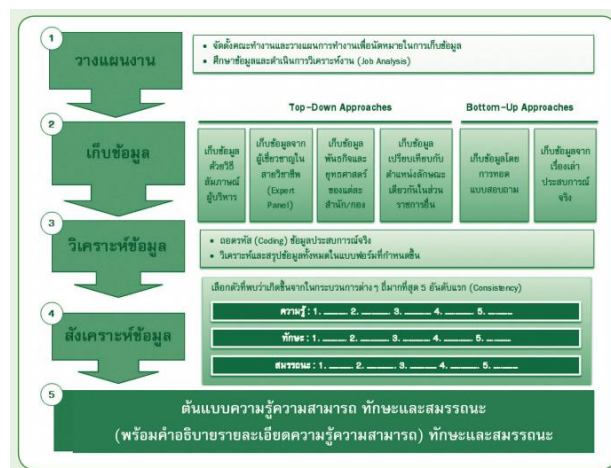 1
วางแผนงาน
• จัดตั้งคณะทำงานและวางแผนการทำงานเพื่อนัดหมายในการเก็บข้อมูล
• ศึกษาข้อมูลและดำเนินการวิเคราะห์งาน (Job Analysis)
2
เก็บข้อมูล
Top-Down Approaches
Bottom-Up Approaches
เก็บข้อมูล
ด้วยวิธี
สัมภาษณ์
ผู้บริหาร
เก็บข้อมูลจาก
ผู้เชี่ยวชาญใน
สายวิชาชีพ
(Expert
Panel)
เก็บข้อมูล
พันธกิจและ
ยุทธศาสตร์
ของแต่ละ
สำนัก/กอง
เก็บข้อมูล
เปรียบเทียบกับ
ตำแหน่งลักษณะ
เดียวกันในส่วน
ราชการอื่น
เก็บข้อมูลโดย
การทอด
แบบสอบถาม
เก็บข้อมูลจาก
เรื่องเล่า
ประสบการณ์
จริง
3
วิเคราะห์ข้อมูล
• ถอดรหัส (Coding) ข้อมูลประสบการณ์จริง
• วิเคราะห์และสรุปข้อมูลทั้งหมดในแบบฟอร์มที่กำหนดขึ้น
4
สังเคราะห์ข้อมูล
เลือกตัวที่พบว่าเกิดขึ้นจากในกระบวนการต่างๆ ถี่มากที่สุด 5 อันดับแรก (Consistency)
ความรู้ : 1. ........ 2. ........ 3. ........ 4. ........ 5. ........
ทักษะ : 1. ........ 2. ........ 3. ........ 4. ........ 5. ........
สมรรถนะ : 1. ........ 2. ........ 3. ........ 4. ........ 5. ........
5
ต้นแบบความรู้ความสามารถ ทักษะและสมรรถนะ
(พร้อมคำอธิบายรายละเอียดความรู้ความสามารถ) ทักษะและสมรรถนะ